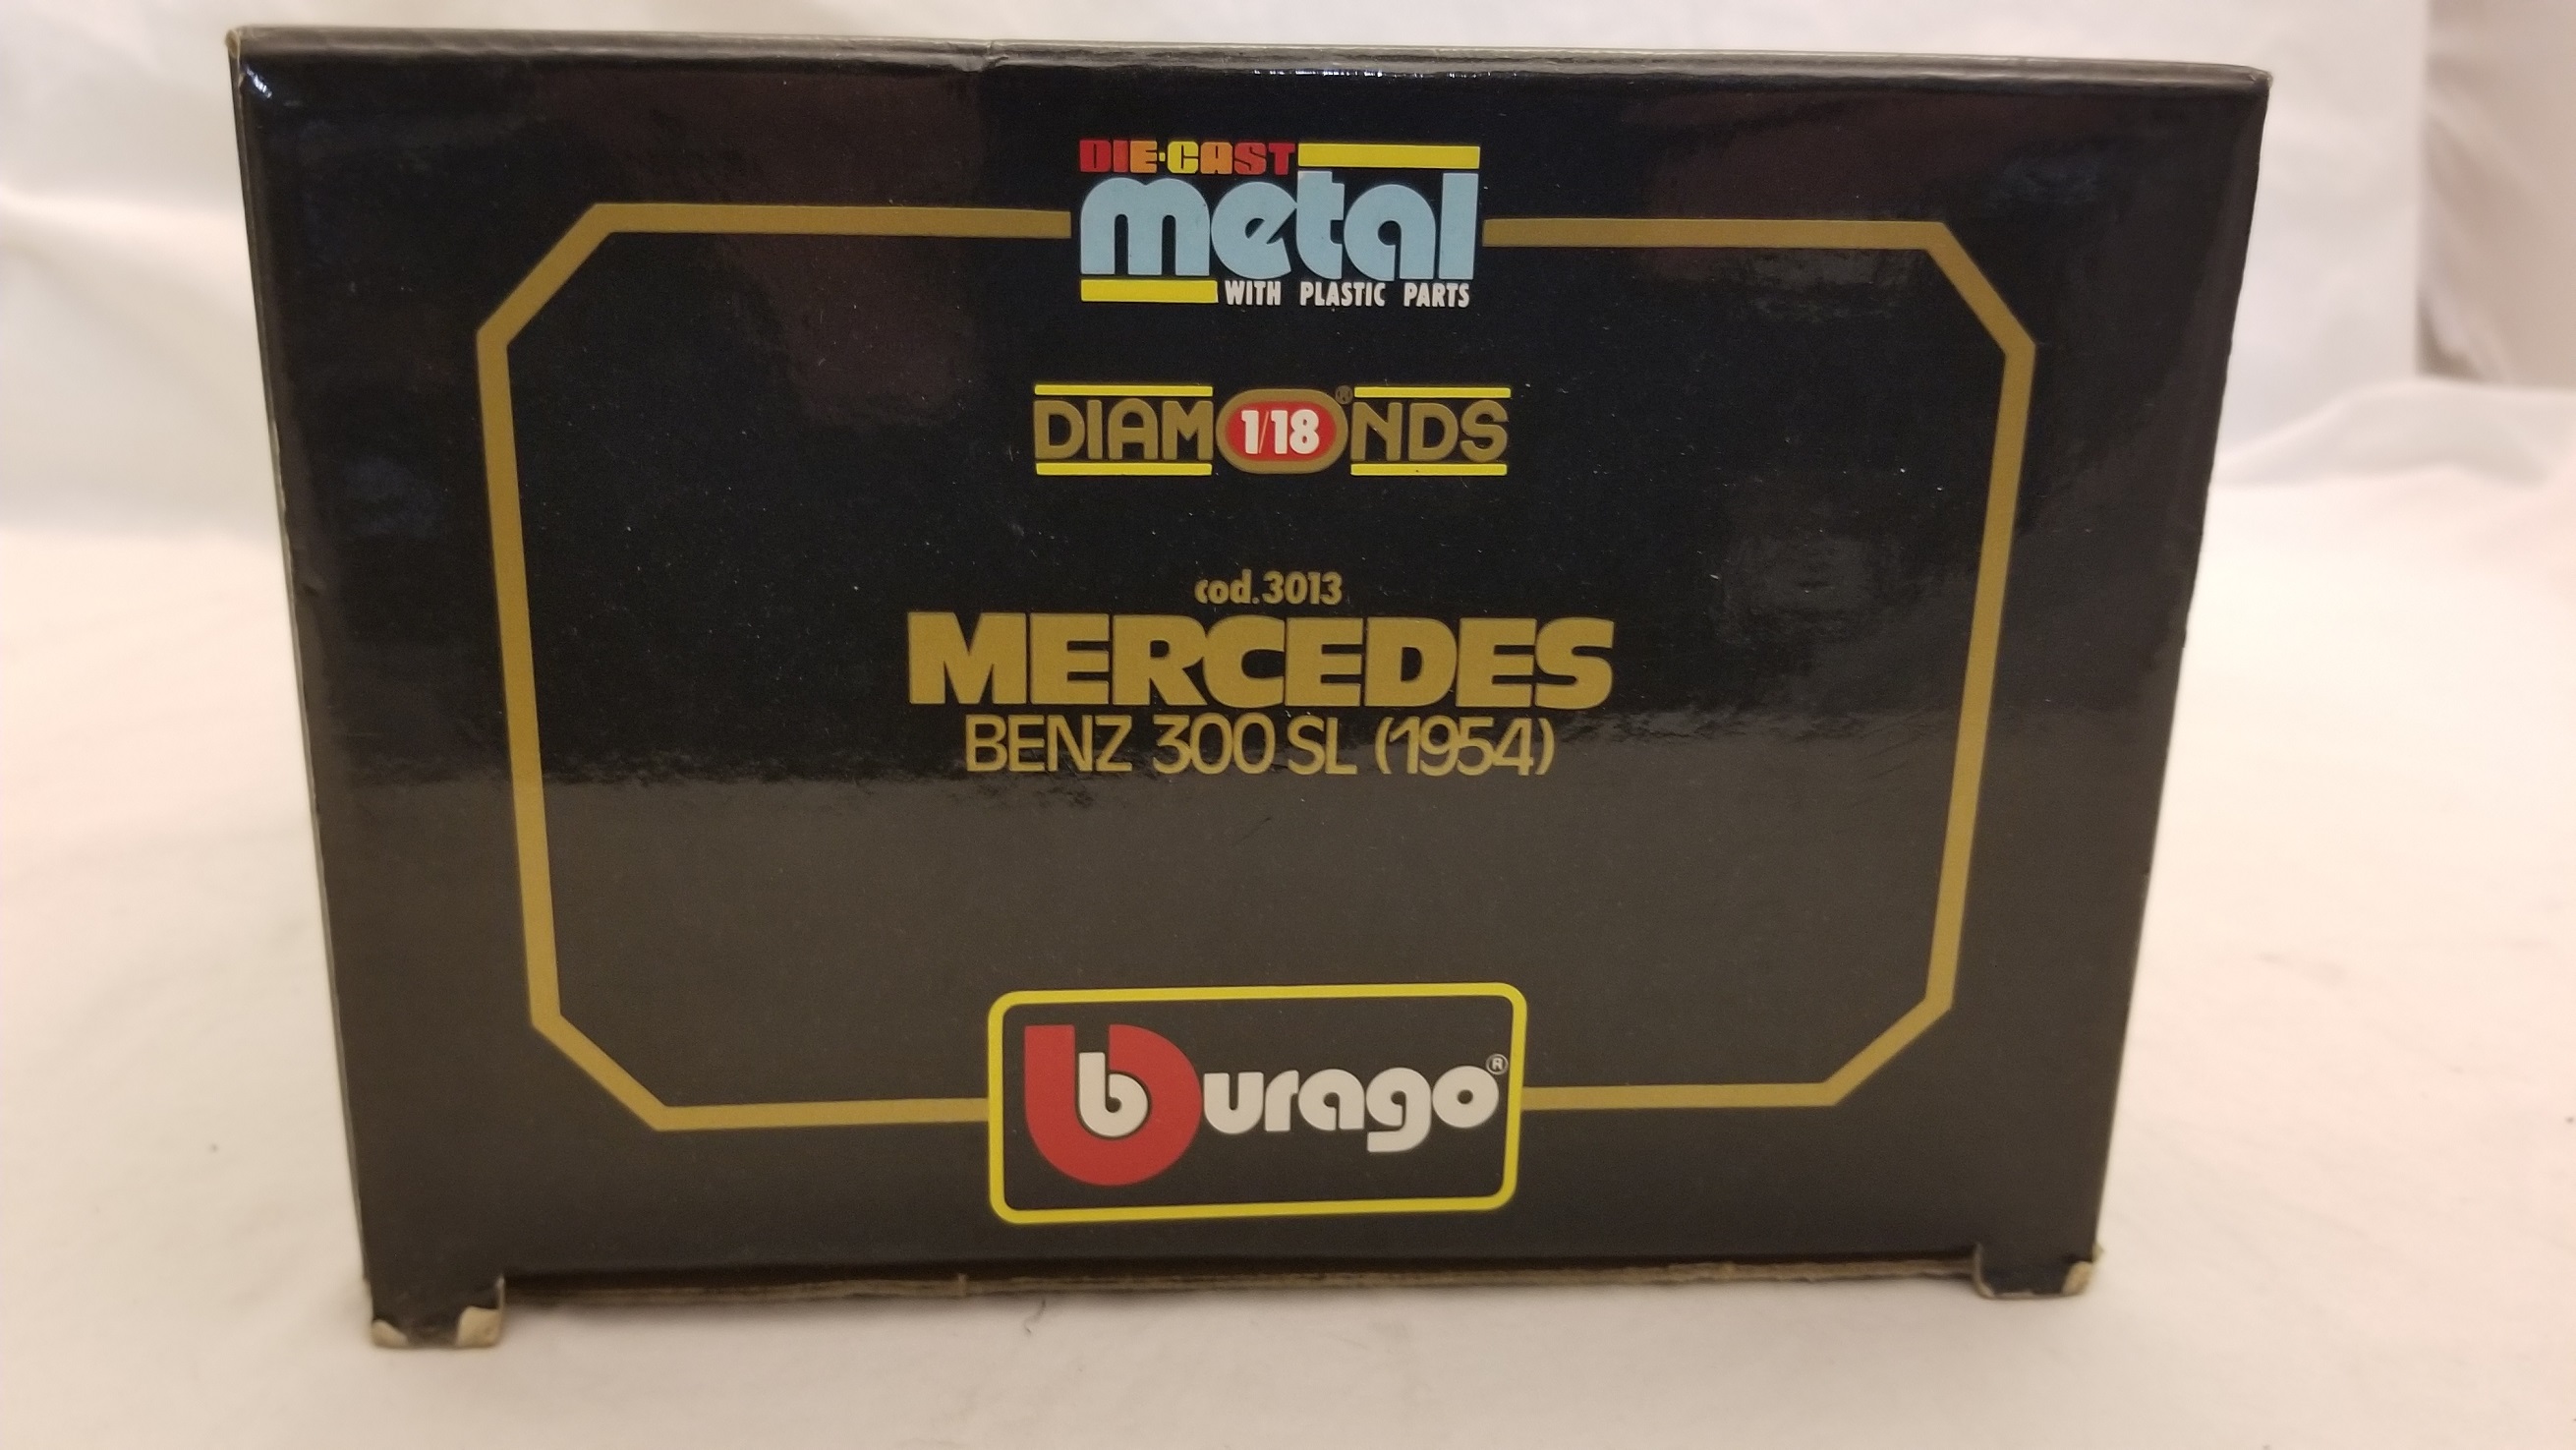 DIE·CAST
metal
WITH PLASTIC PARTS
DIAM 1/18 ®NDS
cod.3013
MERCEDES
BENZ 300 SL (1954)
burago®